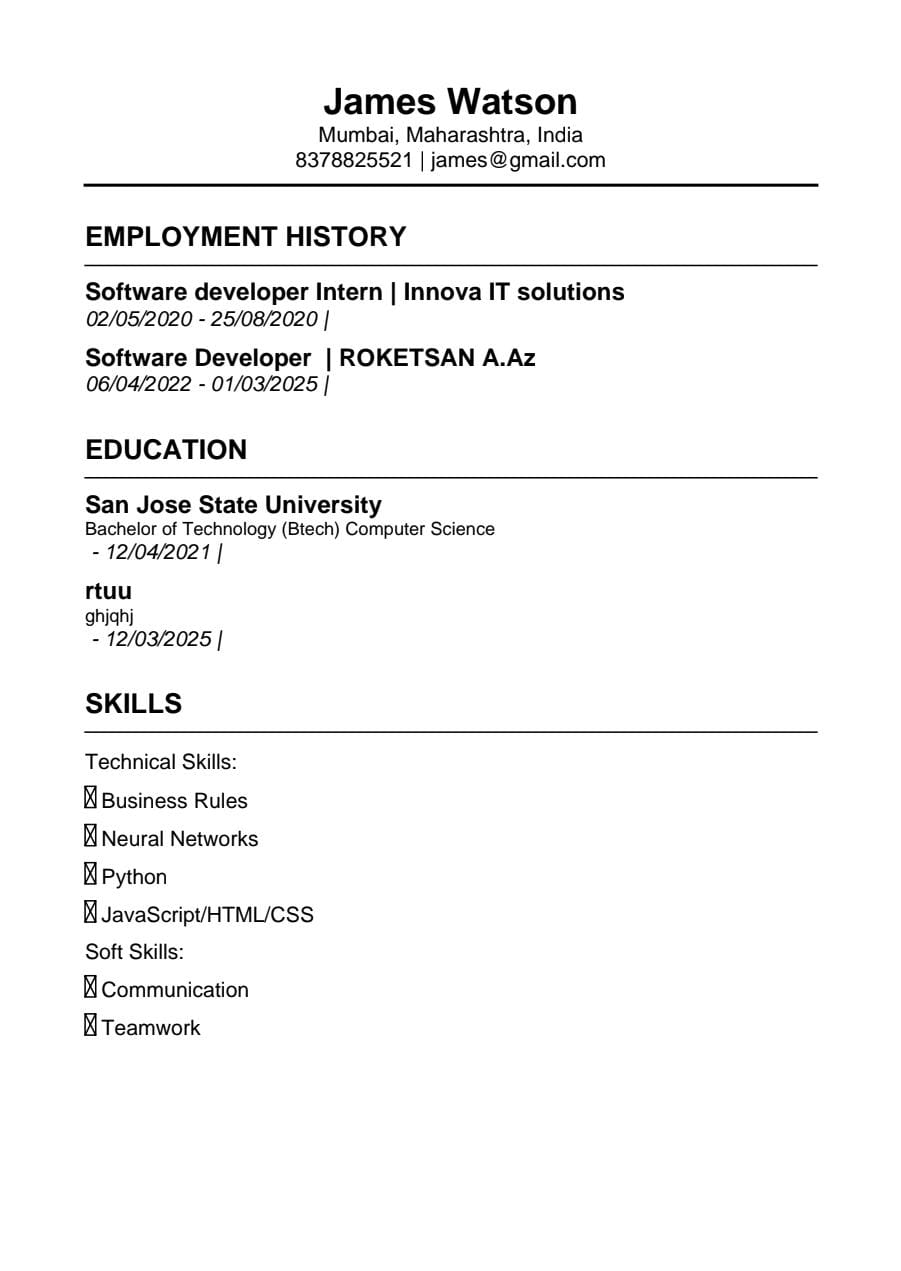 James Watson
Mumbai, Maharashtra, India
8378825521 | james@gmail.com
EMPLOYMENT HISTORY
Software developer Intern | Innova IT solutions
02/05/2020 - 25/08/2020 |
Software Developer  | ROKETSAN A.Az
06/04/2022 - 01/03/2025 |
EDUCATION
San Jose State University
Bachelor of Technology (Btech) Computer Science
- 12/04/2021 |
rtuu
ghjqhj
- 12/03/2025 |
SKILLS
Technical Skills:
Business Rules
Neural Networks
Python
JavaScript/HTML/CSS
Soft Skills:
Communication
Teamwork